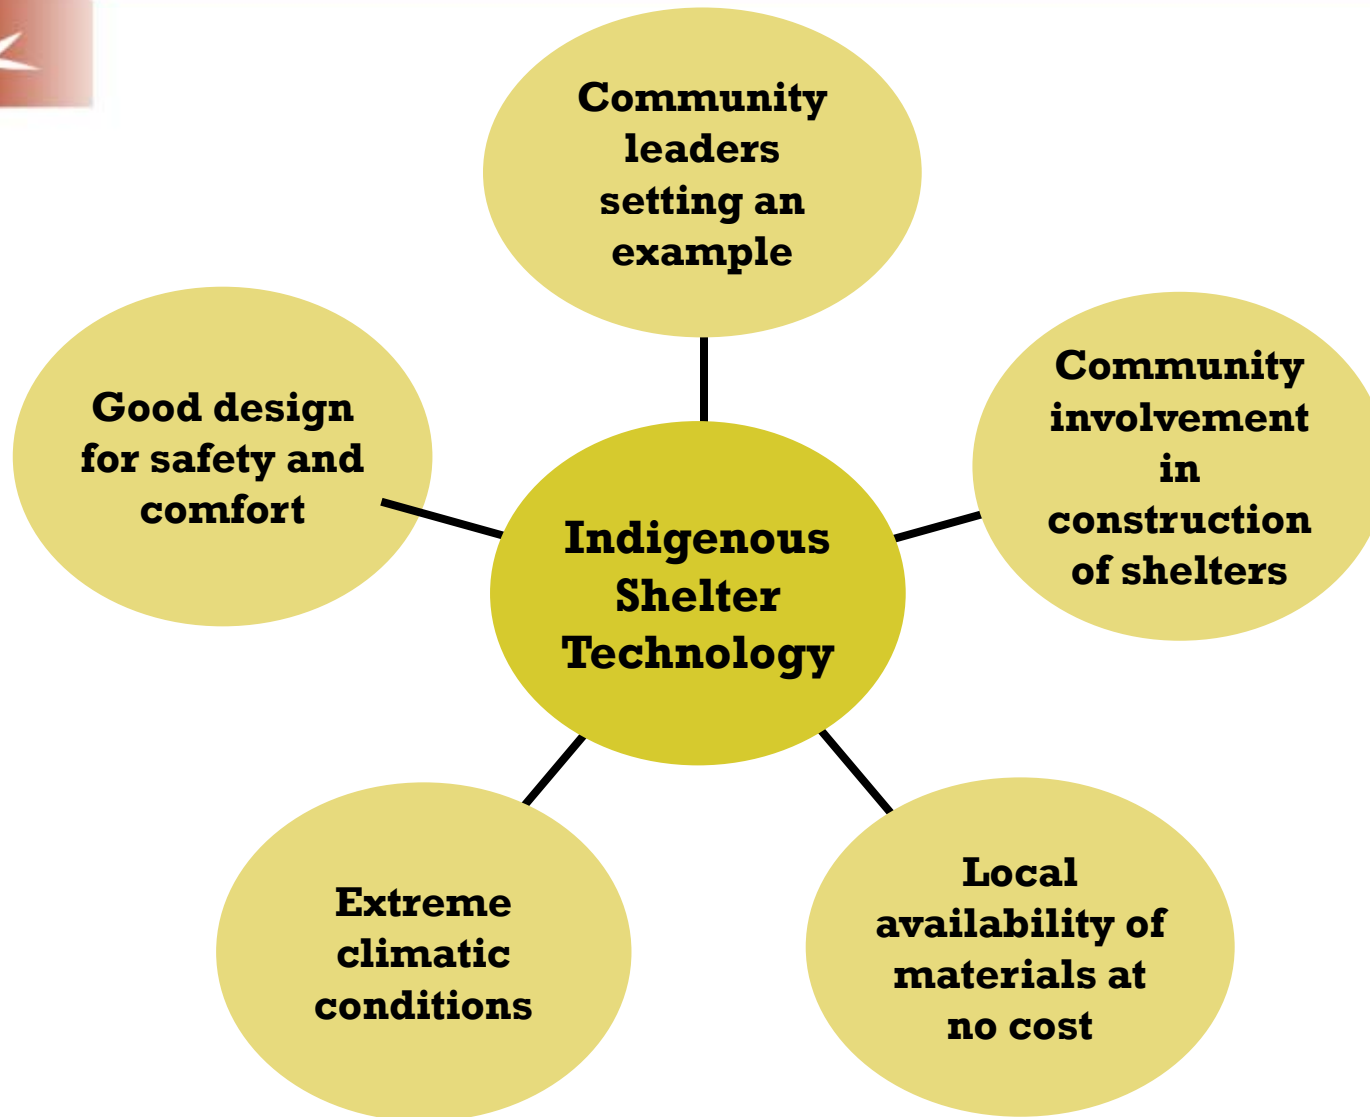 Community
leaders
setting an
example
Good design
for safety and
comfort
Community
involvement
in
construction
of shelters
Indigenous
Shelter
Technology
Extreme
climatic
conditions
Local
availability of
materials at
no cost